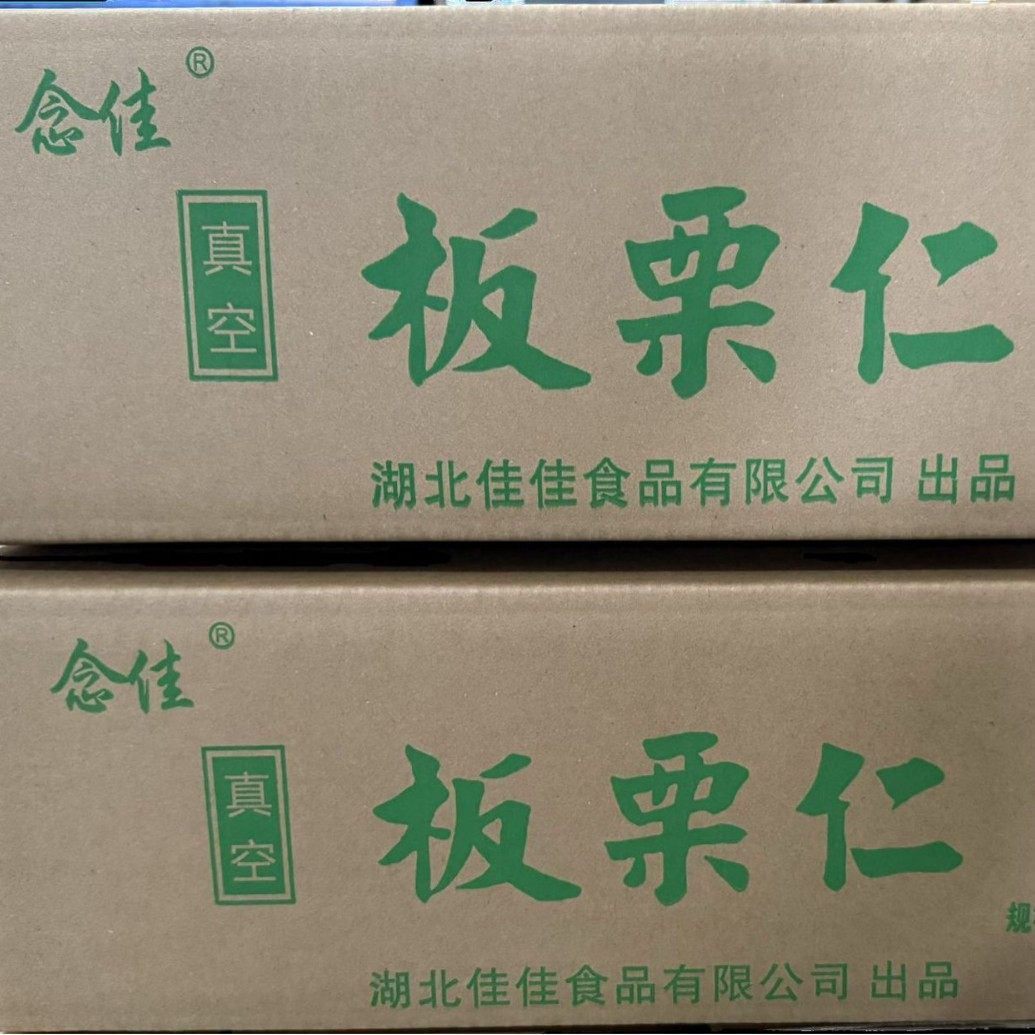 念佳®
真空
板栗仁
湖北佳佳食品有限公司 出品
念佳®
真空
板栗仁
规
湖北佳佳食品有限公司 出品